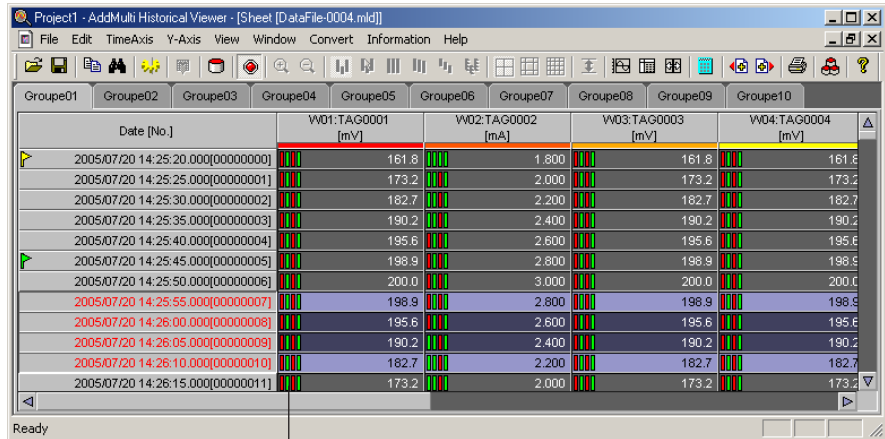 Project1 - AddMulti Historical Viewer - [Sheet [DataFile-0004.mld]]
File Edit TimeAxis Y-Axis View Window Convert Information Help
Groupe01 Groupe02 Groupe03 Groupe04 Groupe05 Groupe06 Groupe07 Groupe08 Groupe09 Groupe10
Date [No.] W01:TAG0001 W02:TAG0002 W03:TAG0003 W04:TAG0004
[mV] [mA] [mV] [mV]
2005/07/20 14:25:20.000[00000000] 161.8 1.800 161.8 161.8
2005/07/20 14:25:25.000[00000001] 173.2 2.000 173.2 173.2
2005/07/20 14:25:30.000[00000002] 182.7 2.200 182.7 182.7
2005/07/20 14:25:35.000[00000003] 190.2 2.400 190.2 190.2
2005/07/20 14:25:40.000[00000004] 195.6 2.600 195.6 195.6
2005/07/20 14:25:45.000[00000005] 198.9 2.800 198.9 198.9
2005/07/20 14:25:50.000[00000006] 200.0 3.000 200.0 200.0
2005/07/20 14:25:55.000[00000007] 198.9 2.800 198.9 198.9
2005/07/20 14:26:00.000[00000008] 195.6 2.600 195.6 195.6
2005/07/20 14:26:05.000[00000009] 190.2 2.400 190.2 190.2
2005/07/20 14:26:10.000[00000010] 182.7 2.200 182.7 182.7
2005/07/20 14:26:15.000[00000011] 173.2 2.000 173.2 173.2
Ready